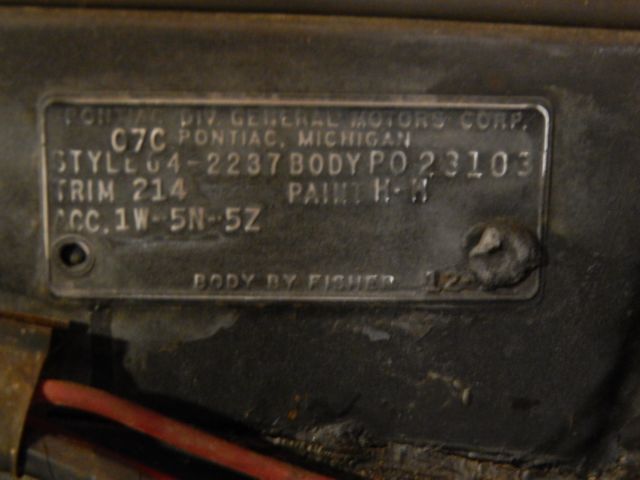 PONTIAC DIV. GENERAL MOTORS CORP.
07C PONTIAC, MICHIGAN
STYLE 64-2237 BODY PO 23103
TRIM 214 PAINT H-H
ACC. 1W-5N-5Z
BODY BY FISHER 12-